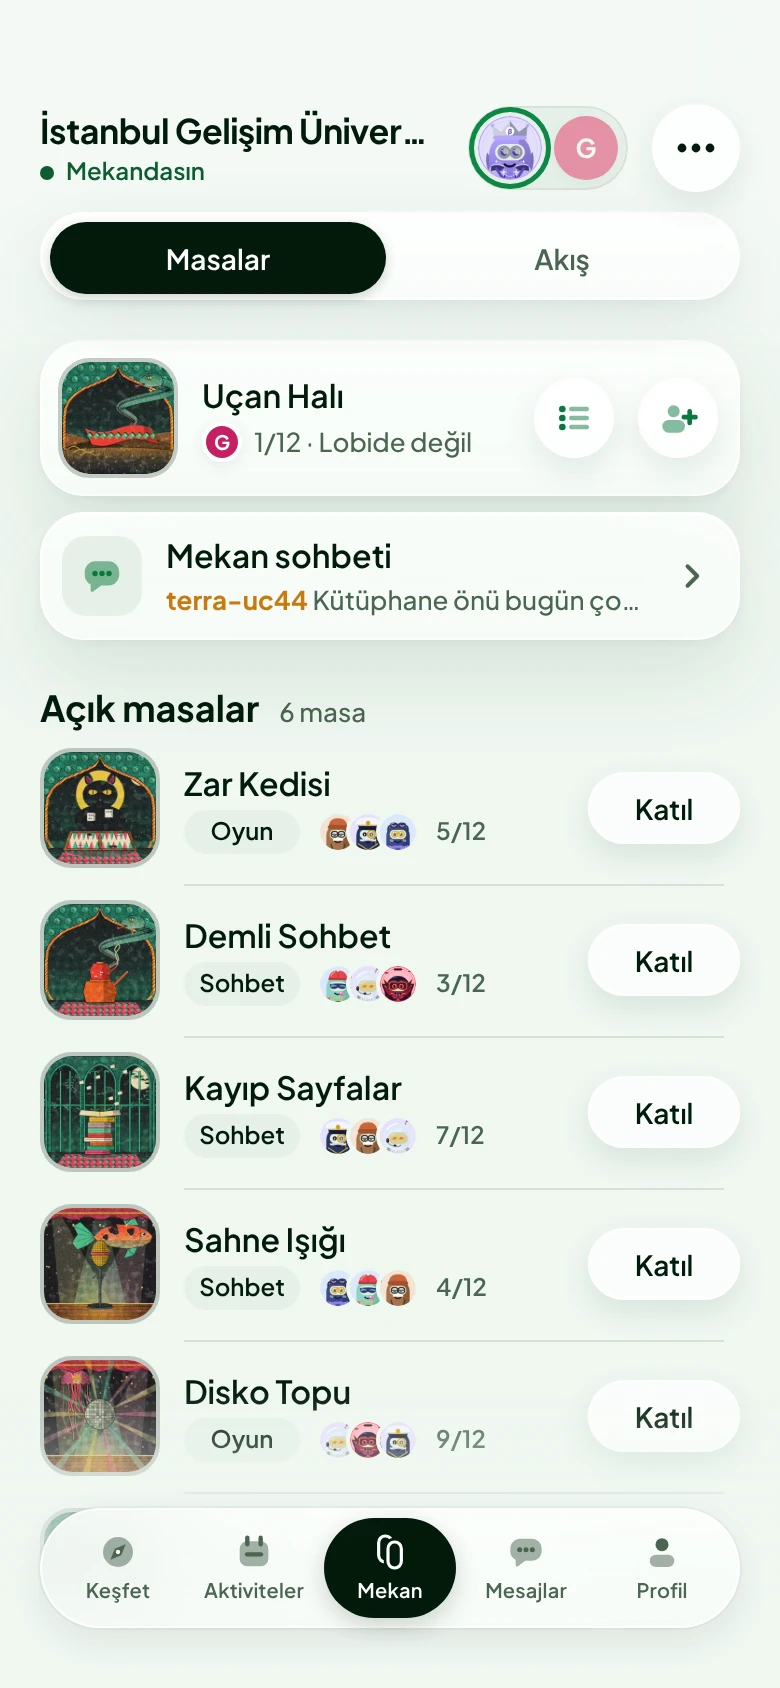 İstanbul Gelişim Üniver...
G
Mekandasın
Masalar
Akış
Uçan Halı
G 1/12 · Lobide değil
Mekan sohbeti
terra-uc44 Kütüphane önü bugün ço...
Açık masalar 6 masa
Zar Kedisi
Oyun 5/12
Katıl
Demli Sohbet
Sohbet 3/12
Katıl
Kayıp Sayfalar
Sohbet 7/12
Katıl
Sahne Işığı
Sohbet 4/12
Katıl
Disko Topu
Oyun 9/12
Katıl
Keşfet
Aktiviteler
Mekan
Mesajlar
Profil